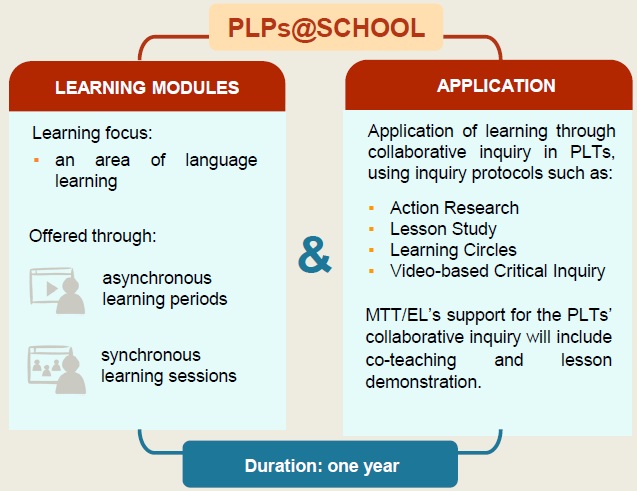 PLPs@SCHOOL
LEARNING MODULES
Learning focus:
▪ an area of language
learning
Offered through:
asynchronous
learning periods
synchronous
learning sessions
&
APPLICATION
Application of learning through
collaborative inquiry in PLTs,
using inquiry protocols such as:
▪ Action Research
▪ Lesson Study
▪ Learning Circles
▪ Video-based Critical Inquiry
MTT/EL’s support for the PLTs’
collaborative inquiry will include
co-teaching and lesson
demonstration.
Duration: one year